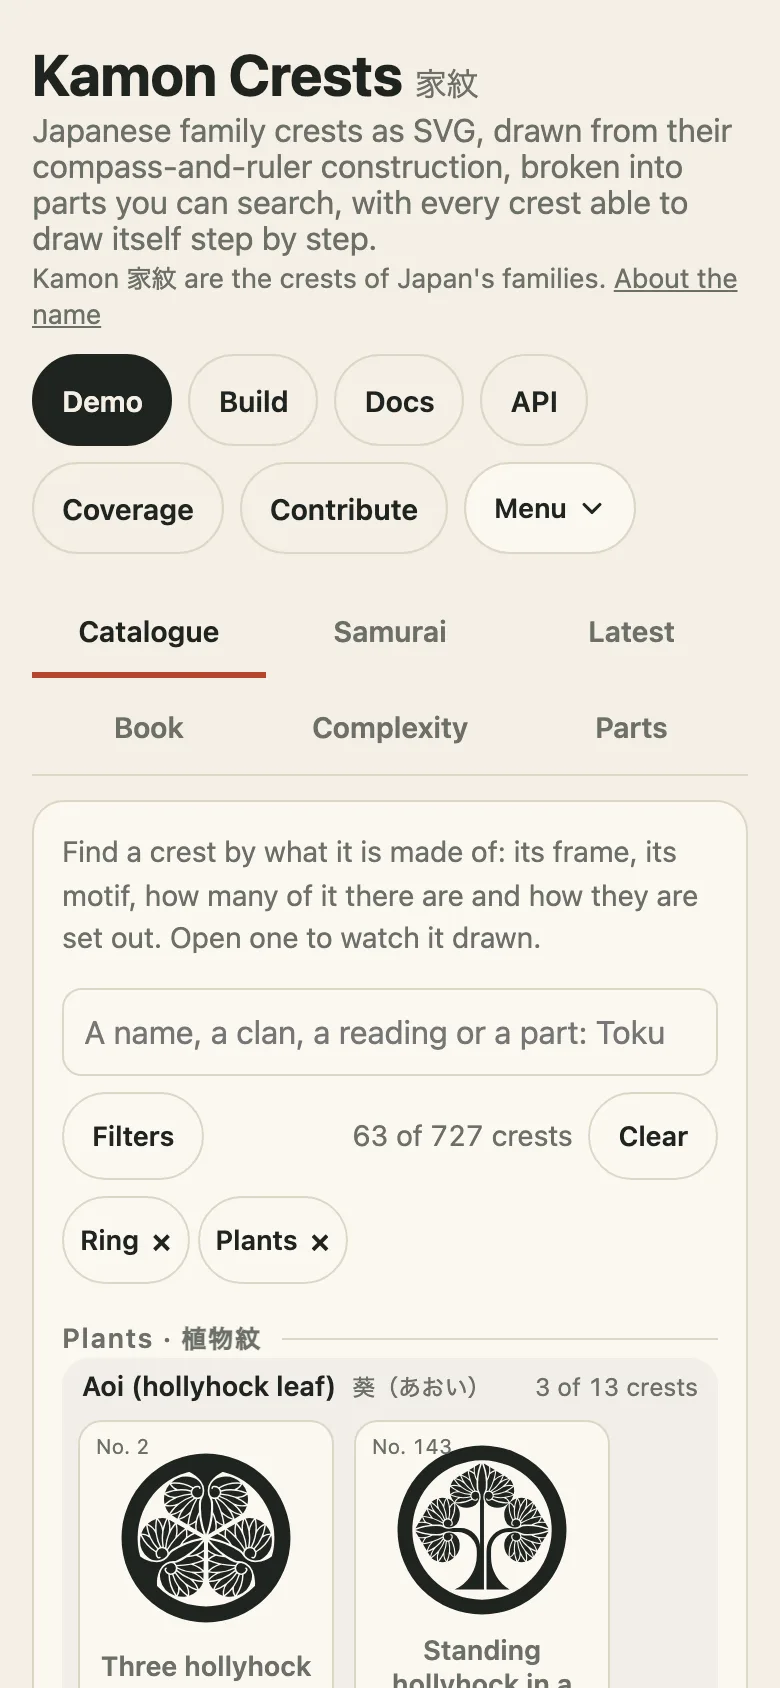 Kamon Crests 家紋
Japanese family crests as SVG, drawn from their
compass-and-ruler construction, broken into
parts you can search, with every crest able to
draw itself step by step.
Kamon 家紋 are the crests of Japan's families. About the
name
Demo Build Docs API
Coverage Contribute Menu
Catalogue Samurai Latest
Book Complexity Parts
Find a crest by what it is made of: its frame, its
motif, how many of it there are and how they are
set out. Open one to watch it drawn.
A name, a clan, a reading or a part: Toku
Filters 63 of 727 crests Clear
Ring × Plants ×
Plants · 植物紋
Aoi (hollyhock leaf) 葵（あおい） 3 of 13 crests
No. 2 No. 143
Three hollyhock
Standing
hollyhock in a